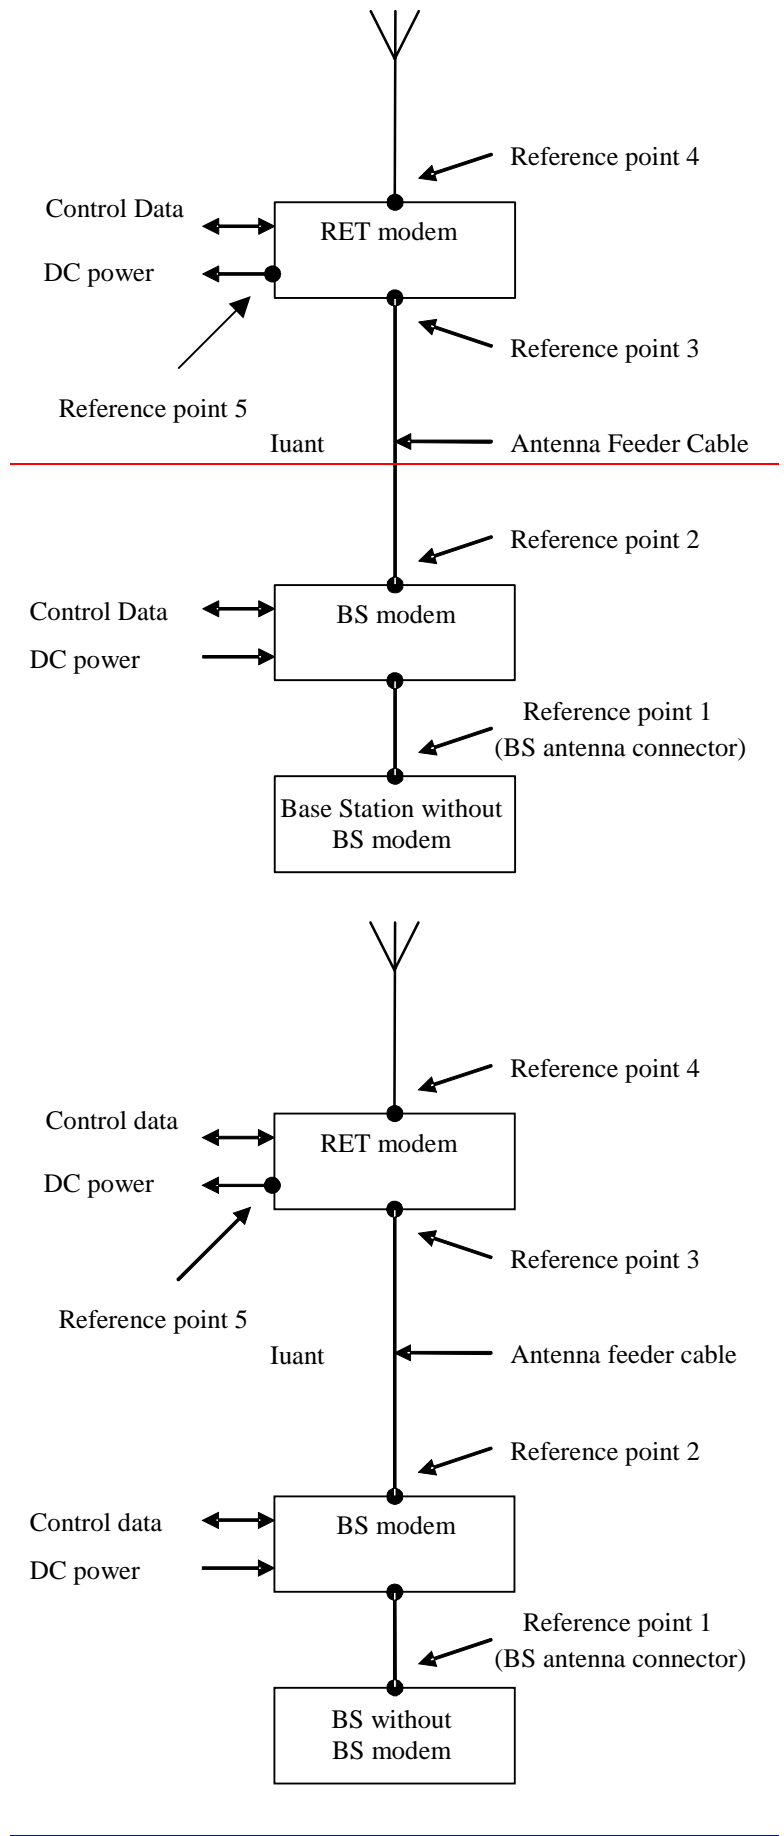 Reference point 4
Control Data
RET modem
DC power
Reference point 3
Reference point 5
Iuant
Antenna Feeder Cable
Reference point 2
Control Data
BS modem
DC power
Reference point 1
(BS antenna connector)
Base Station without
BS modem
Reference point 4
Control data
RET modem
DC power
Reference point 3
Reference point 5
Iuant
Antenna feeder cable
Reference point 2
Control data
BS modem
DC power
Reference point 1
(BS antenna connector)
BS without
BS modem